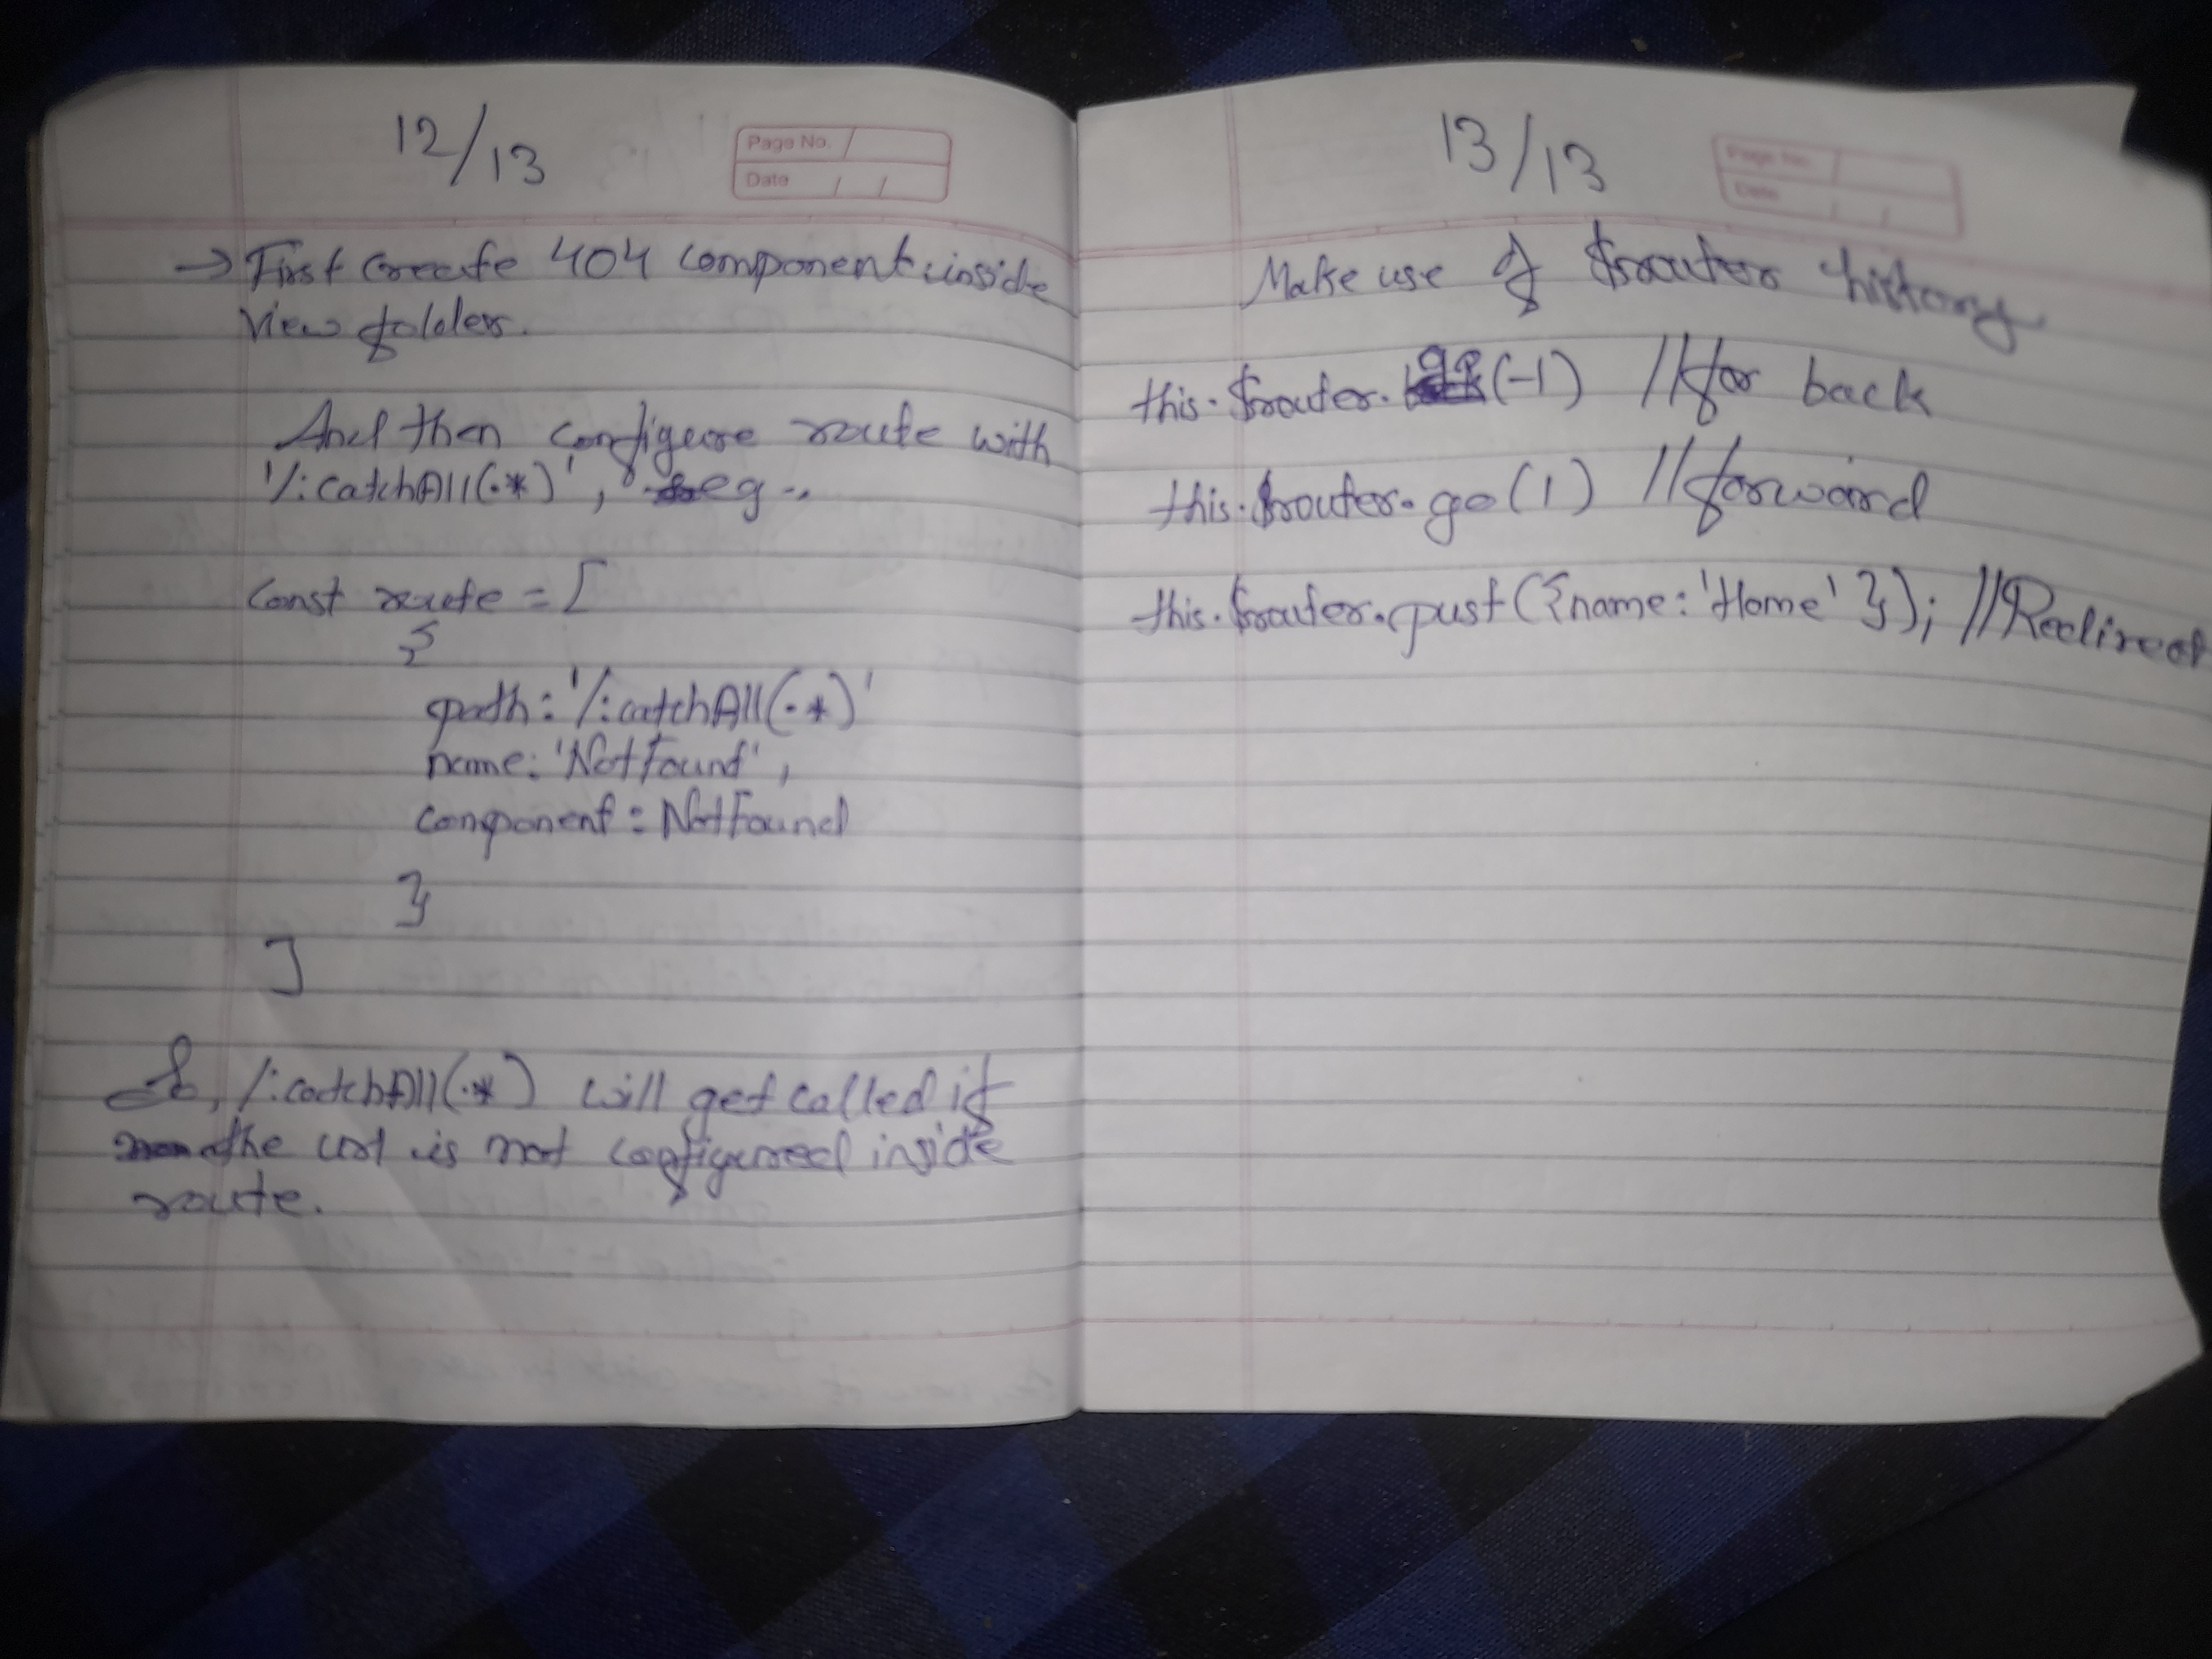 12/13
Page No.
Date / /
→ First create 404 component inside
View folder.
And then configure route with
'/:catchAll(.*)', eg -,
const route = [
{
path: '/:catchAll(.*)'
name: 'NotFound',
component: NotFound
}
]
So, /:catchAll(.*) will get called if
the url is not configured inside
route.
13/13
Page No.
Date / /
Make use of $router history
this.$router.go(-1) //for back
this.$router.go(1) //forward
this.$router.pust({name: 'Home' }); //Redirect